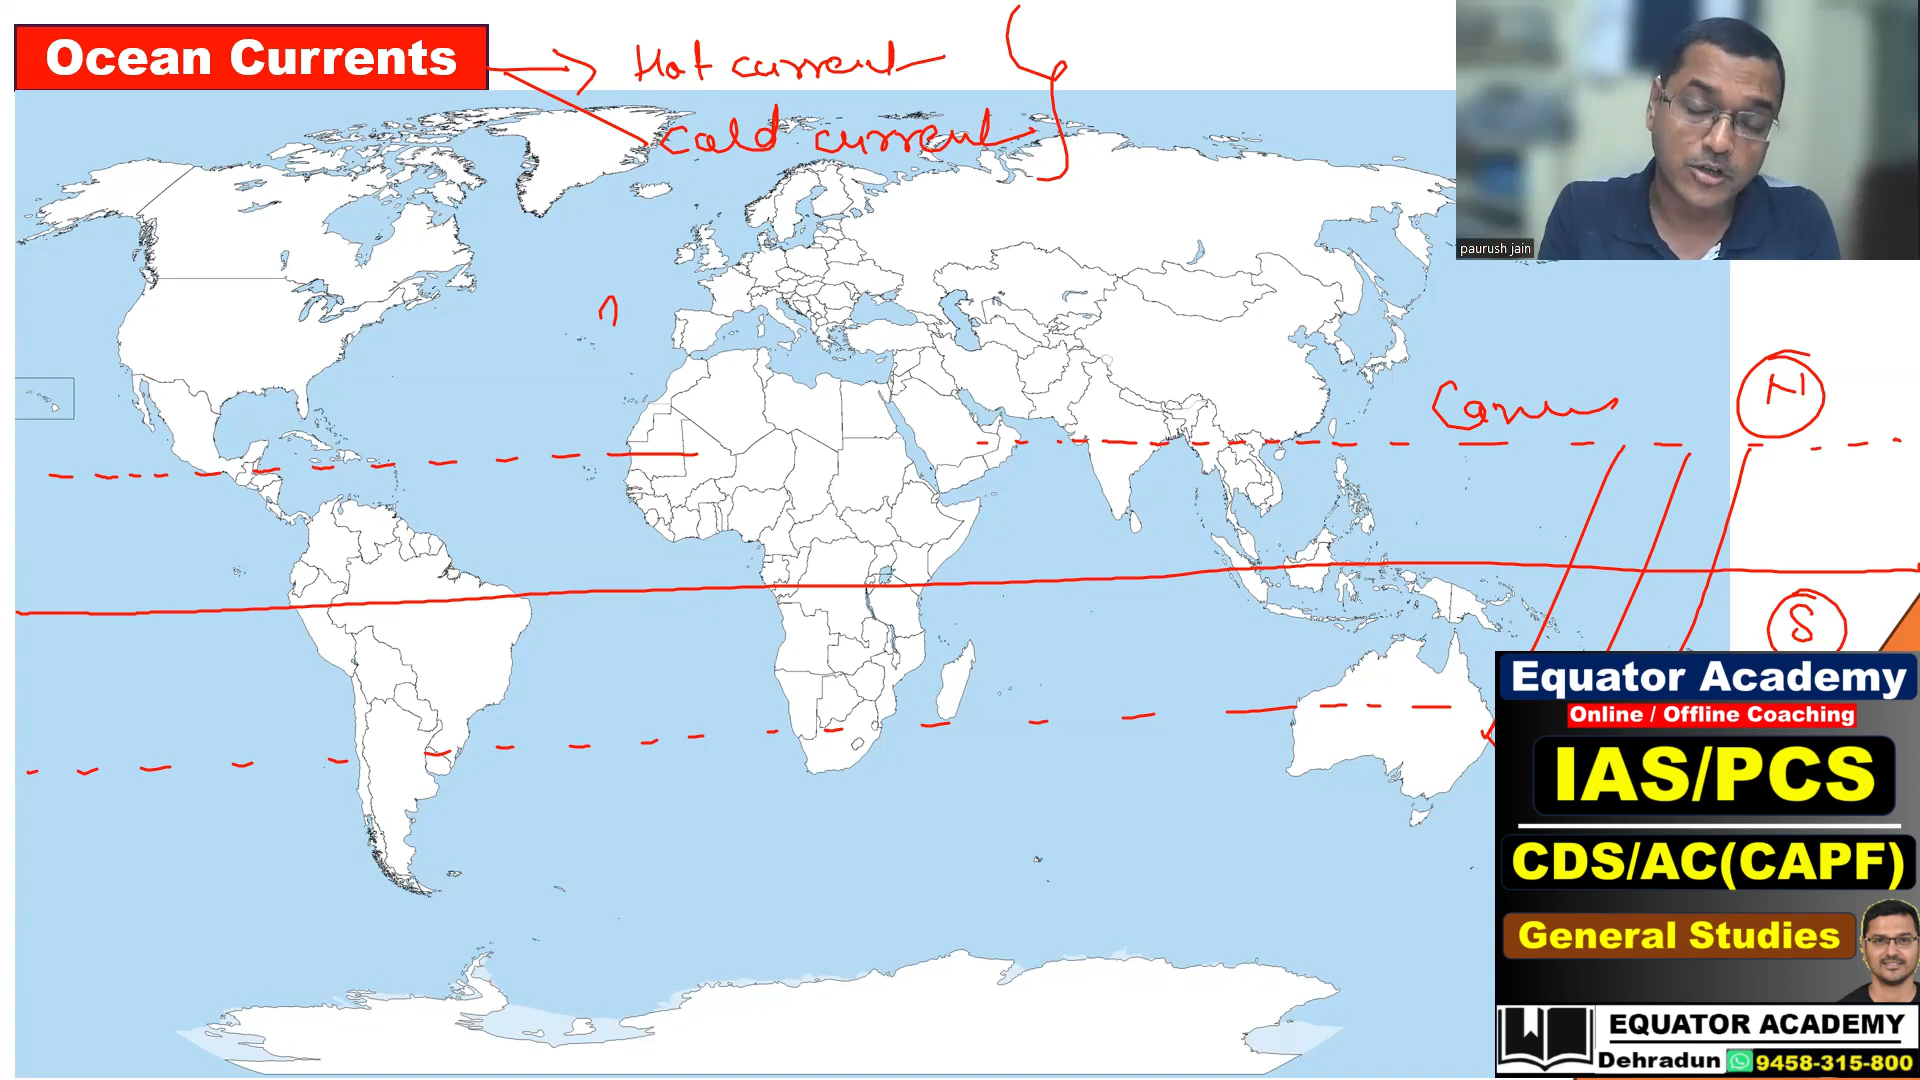 Ocean Currents
Hot current
Cold current
paurush jain
N
S
Equator Academy
Online / Offline Coaching
IAS/PCS
CDS/AC(CAPF)
General Studies
EQUATOR ACADEMY
Dehradun 9458-315-800